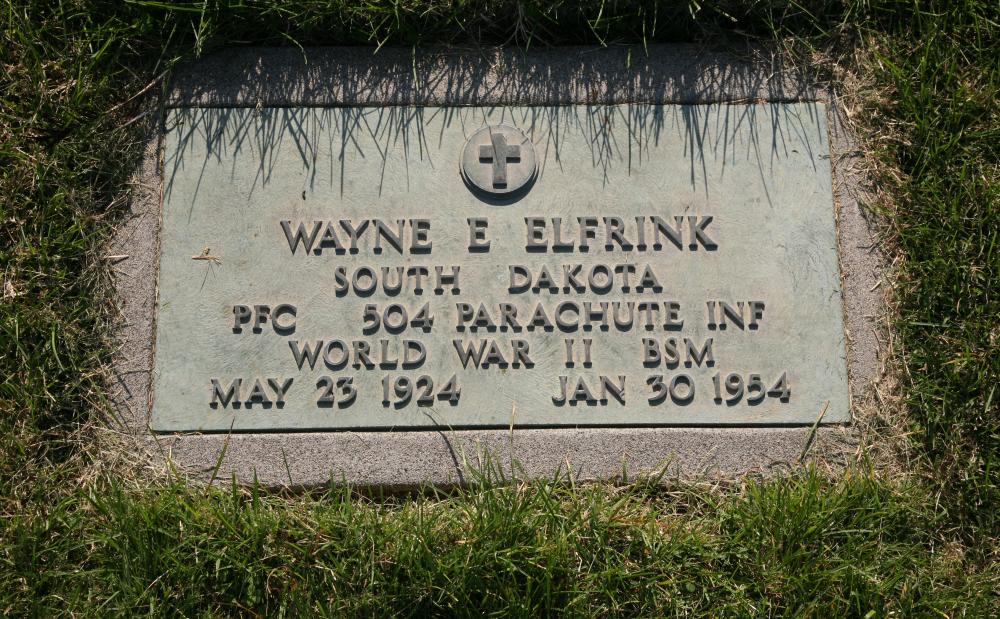 WAYNE E ELFRINK
SOUTH DAKOTA
PFC 504 PARACHUTE INF
WORLD WAR II BSM
MAY 23 1924 JAN 30 1954